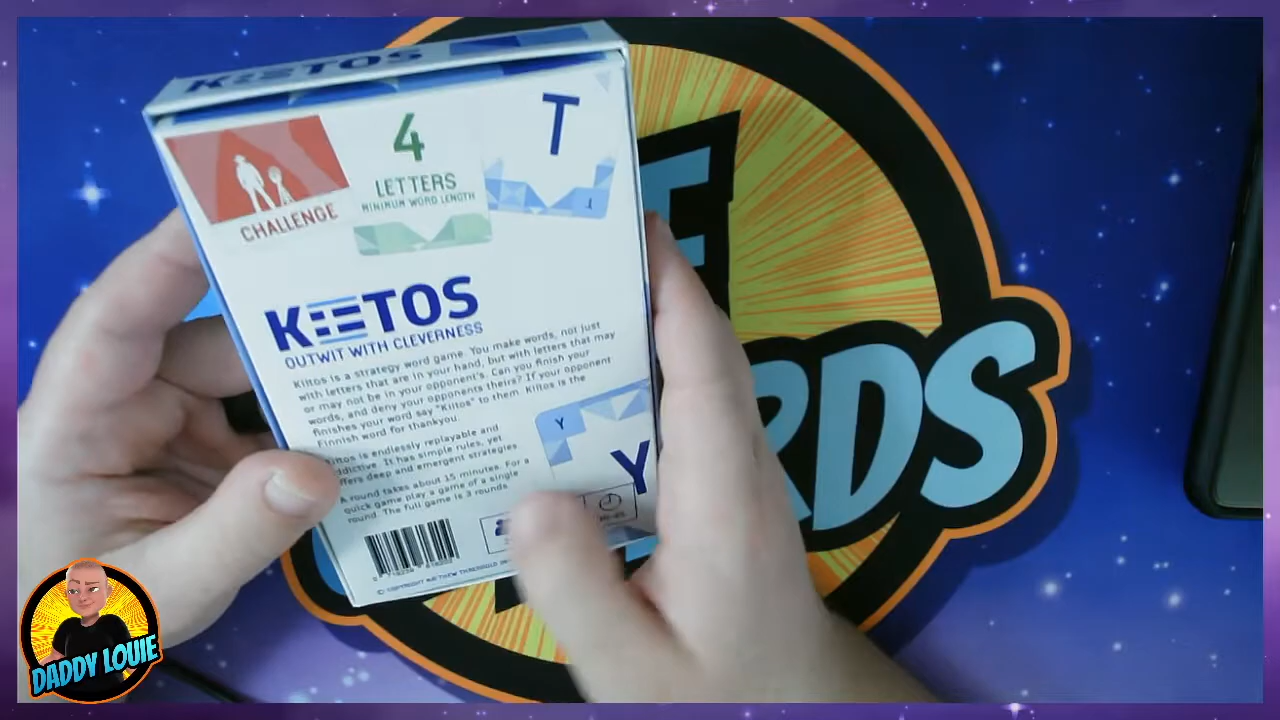 CHALLENGE
4
LETTERS
MINIMUM WORD LENGTH
T
T
KIITOS
OUTWIT WITH CLEVERNESS
Kiitos is a strategy word game. You make words, not just
with letters that are in your hand, but with letters that may
or may not be in your opponent's. Can you finish your
words, and deny your opponents theirs? If your opponent
finishes your word say "Kiitos" to them. Kiitos is the
Finnish word for thankyou.
Kiitos is endlessly replayable and
addictive. It has simple rules, yet
offers deep and emergent strategies
A round takes about 15 minutes. For a
quick game play a game of a single
round. The full game is 3 rounds
Y
Y
© COPYRIGHT
RDS
DADDY LOUIE